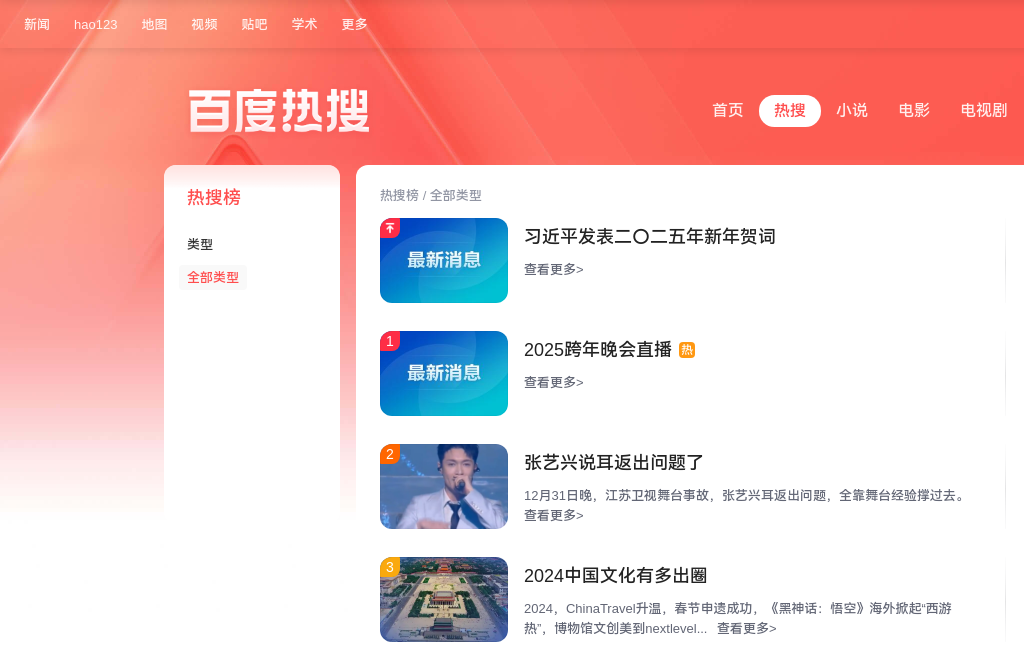 新闻 hao123 地图 视频 贴吧 学术 更多
百度热搜
首页 热搜 小说 电影 电视剧
热搜榜
类型
全部类型
热搜榜 / 全部类型
最新消息
习近平发表二〇二五年新年贺词
查看更多>
1
最新消息
2025跨年晚会直播 热
查看更多>
2
张艺兴说耳返出问题了
12月31日晚，江苏卫视舞台事故，张艺兴耳返出问题，全靠舞台经验撑过去。
查看更多>
3
2024中国文化有多出圈
2024，ChinaTravel升温，春节申遗成功，《黑神话：悟空》海外掀起“西游
热”，博物馆文创美到nextlevel... 查看更多>